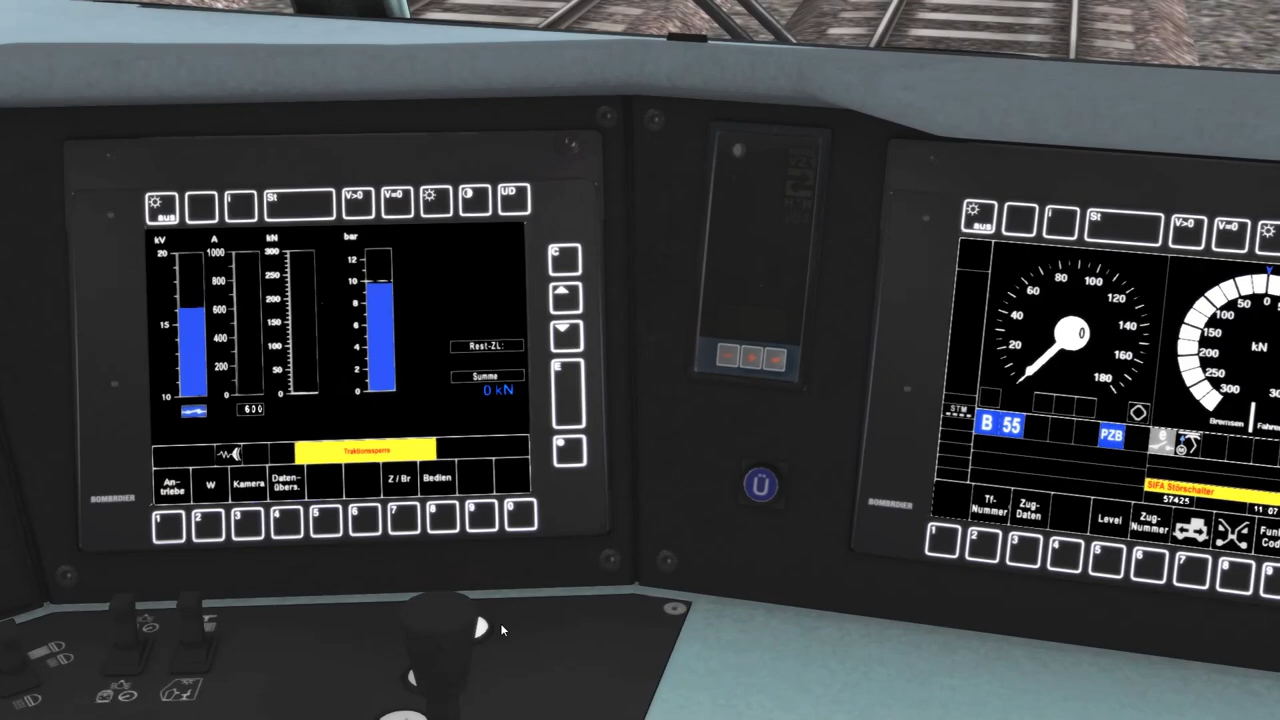 aus
i
St
V>0
V=0
UD
kV
A
kN
bar
20
15
10
1000
800
600
400
200
0
300
250
200
150
100
50
0
12
10
8
6
4
2
0
600
Rest-ZL:
Summe
0 kN
Traktionssperre
An-
triebe
W
Kamera
Daten-
übers.
Z / Br
Bedien
C
E
BOMBARDIER
1 2 3 4 5 6 7 8 9 0
Ü
aus
i
St
V>0
V=0
20
40
60
80
100
120
140
160
180
0
0
50
100
150
200
250
300
kN
Bremsen
STM
B 55
PZB
SIFA Störschalter
57425
11 07
Tf-
Nummer
Zug-
Daten
Level
Zug-
Nummer
BOMBARDIER
1 2 3 4 5 6 7 8 9